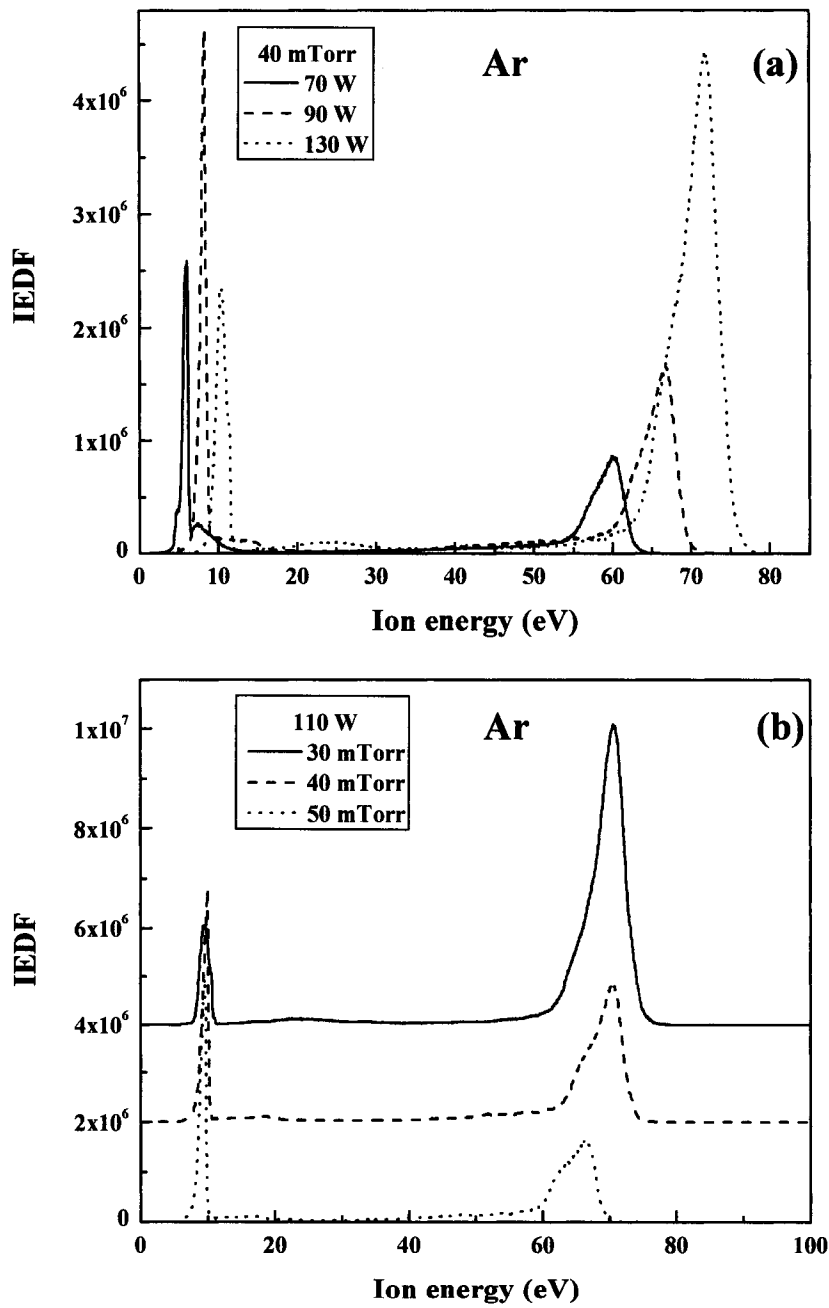 40 mTorr
70 W
90 W
130 W
Ar
(a)
4x10⁶
3x10⁶
2x10⁶
1x10⁶
0
IEDF
0 10 20 30 40 50 60 70 80
Ion energy (eV)
110 W
30 mTorr
40 mTorr
50 mTorr
Ar
(b)
1x10⁷
8x10⁶
6x10⁶
4x10⁶
2x10⁶
0
IEDF
0 20 40 60 80 100
Ion energy (eV)